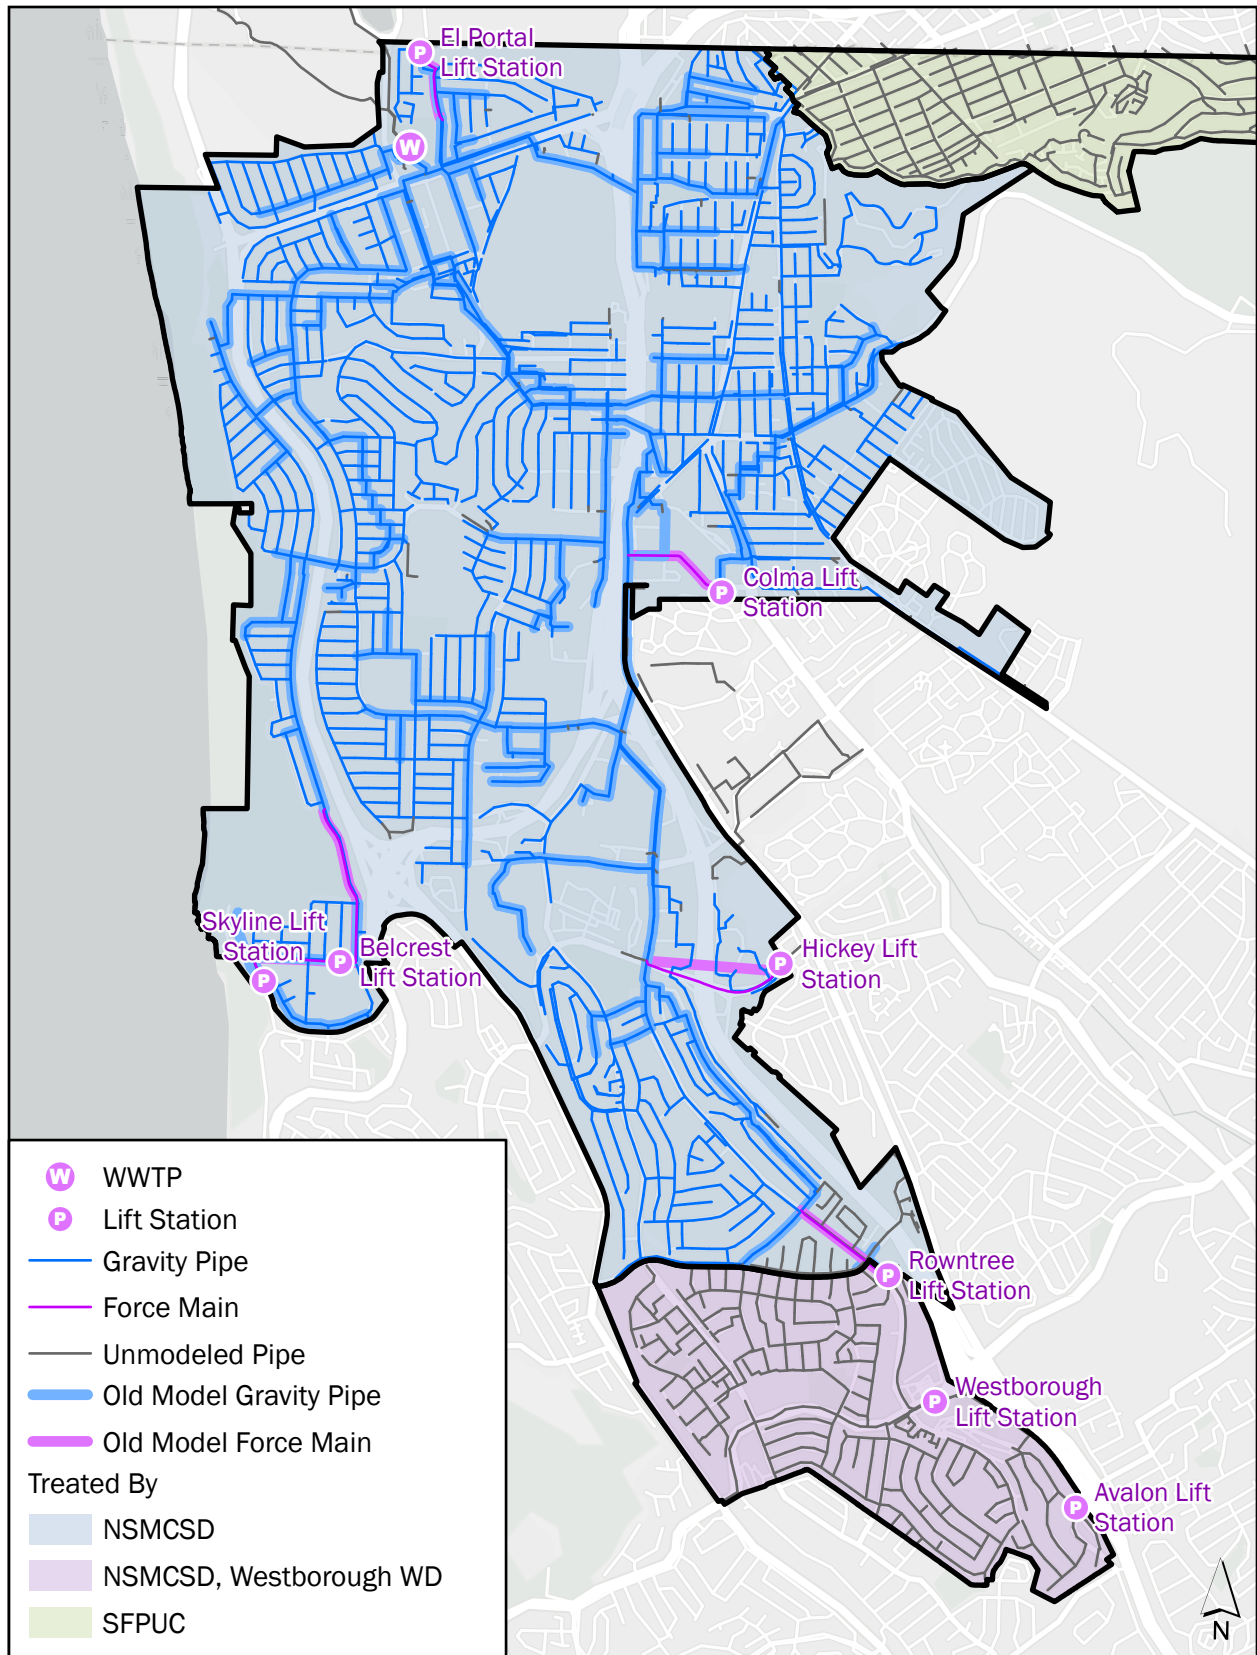 El Portal
Lift Station
W
Colma Lift
Station
Skyline Lift
Station
Belcrest
Lift Station
Hickey Lift
Station
Rowntree
Lift Station
Westborough
Lift Station
Avalon Lift
Station
P
P
P
P
P
P
P
P
W WWTP
P Lift Station
Gravity Pipe
Force Main
Unmodeled Pipe
Old Model Gravity Pipe
Old Model Force Main
Treated By
NSMCSD
NSMCSD, Westborough WD
SFPUC
N